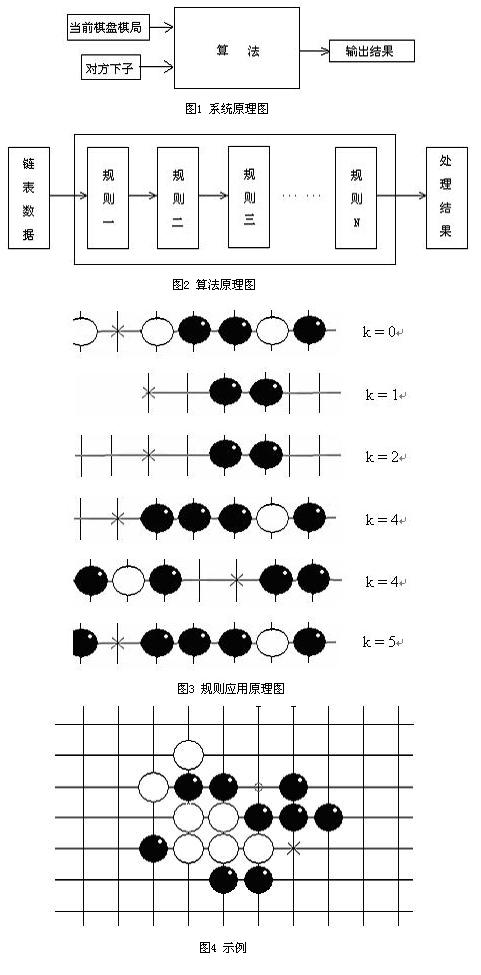 当前棋盘棋局
对方下子
算 法
输出结果
图1 系统原理图
链表数据
规则一
规则二
规则三
... ...
规则N
处理结果
图2 算法原理图
k = 0
k = 1
k = 2
k = 4
k = 4
k = 5
图3 规则应用原理图
图4 示例